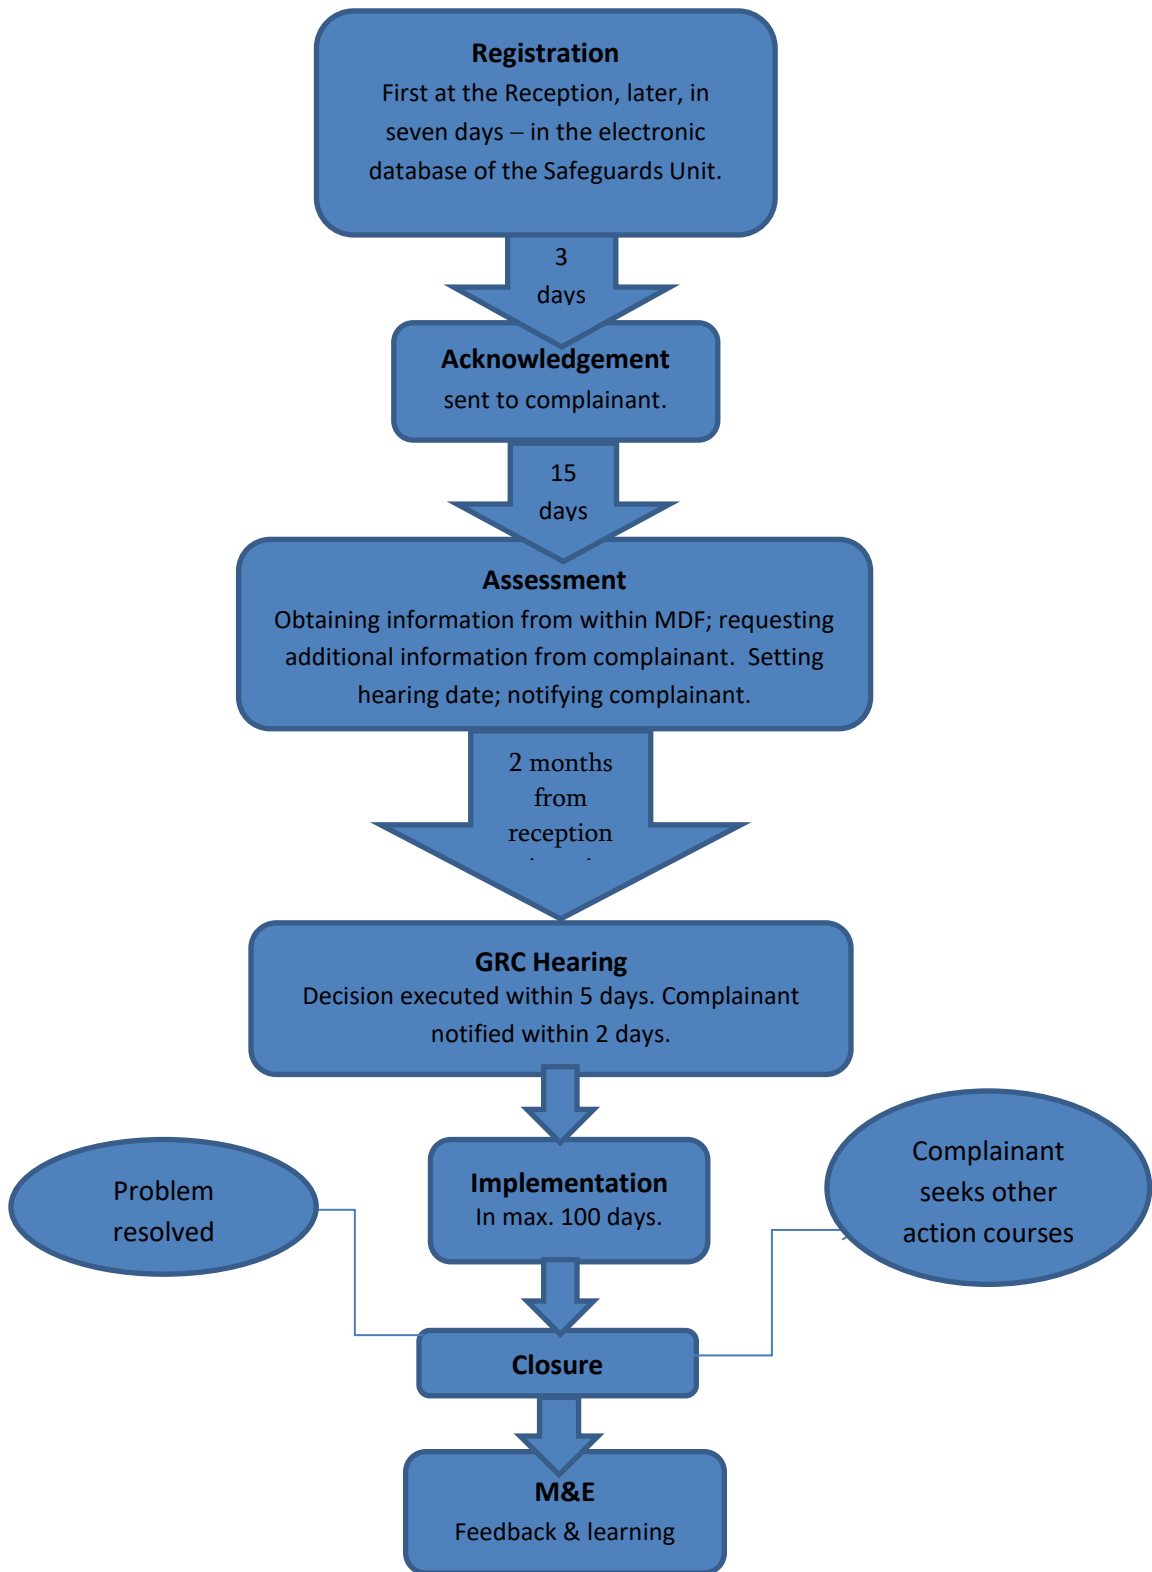 Registration
First at the Reception, later, in
seven days – in the electronic
database of the Safeguards Unit.
3
days
Acknowledgement
sent to complainant.
15
days
Assessment
Obtaining information from within MDF; requesting
additional information from complainant.  Setting
hearing date; notifying complainant.
2 months
from
reception
GRC Hearing
Decision executed within 5 days. Complainant
notified within 2 days.
Implementation
In max. 100 days.
Problem
resolved
Complainant
seeks other
action courses
Closure
M&E
Feedback & learning